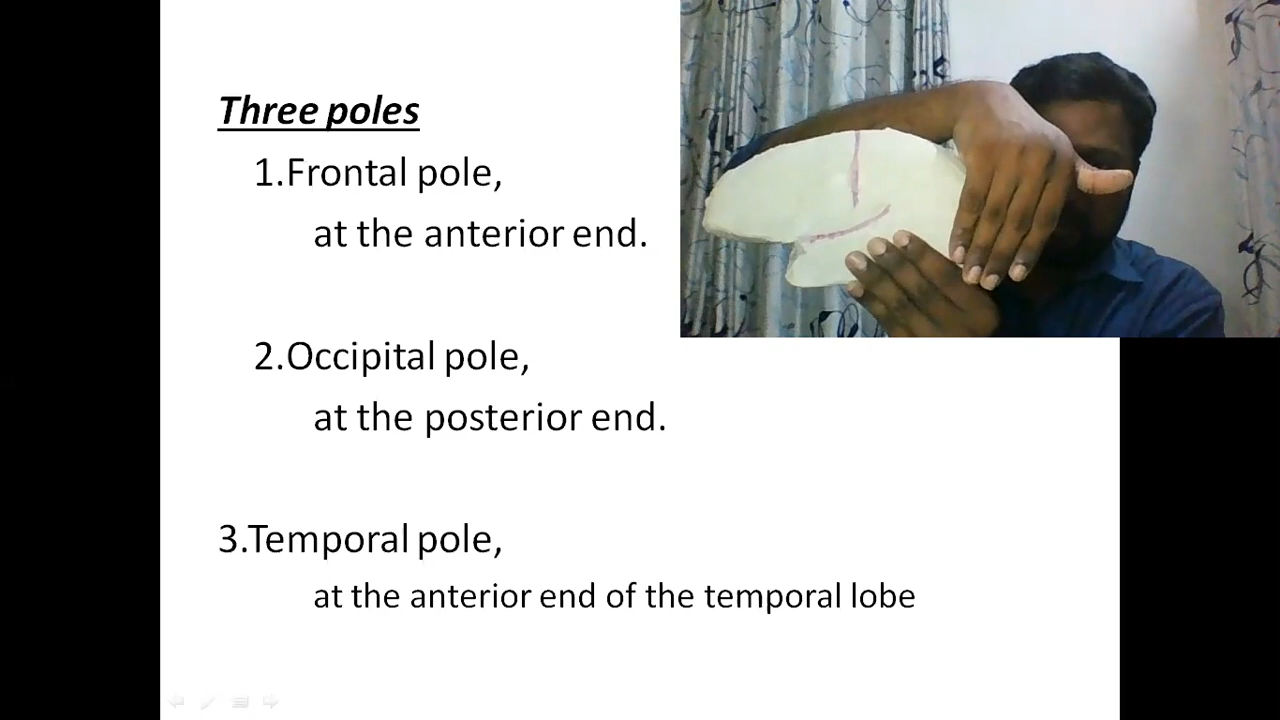 Three poles
1.Frontal pole,
at the anterior end.
2.Occipital pole,
at the posterior end.
3.Temporal pole,
at the anterior end of the temporal lobe